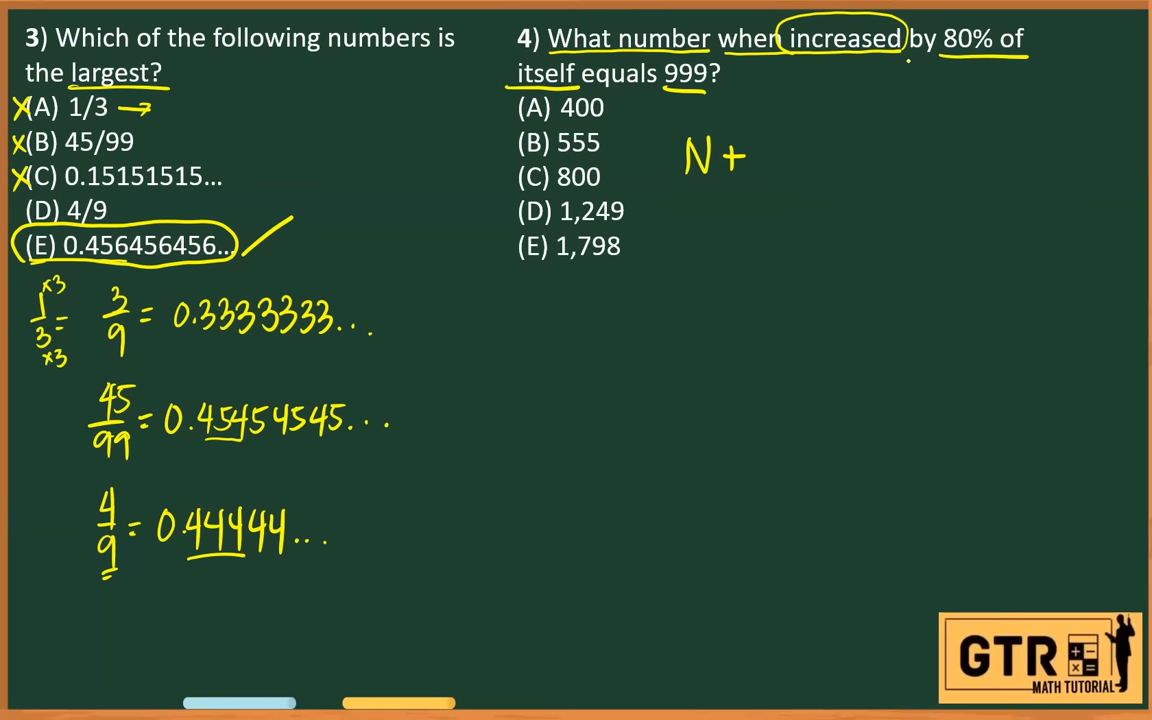 3) Which of the following numbers is
the largest?
X(A) 1/3 →
X(B) 45/99
X(C) 0.15151515...
(D) 4/9
(E) 0.456456456...
×3
1/3 = 3/9 = 0.3333333...
×3
45/99 = 0.45454545...
4/9 = 0.44444...
4) What number when increased by 80% of
itself equals 999?
(A) 400
(B) 555
(C) 800
(D) 1,249
(E) 1,798
N +
GTR
MATH TUTORIAL